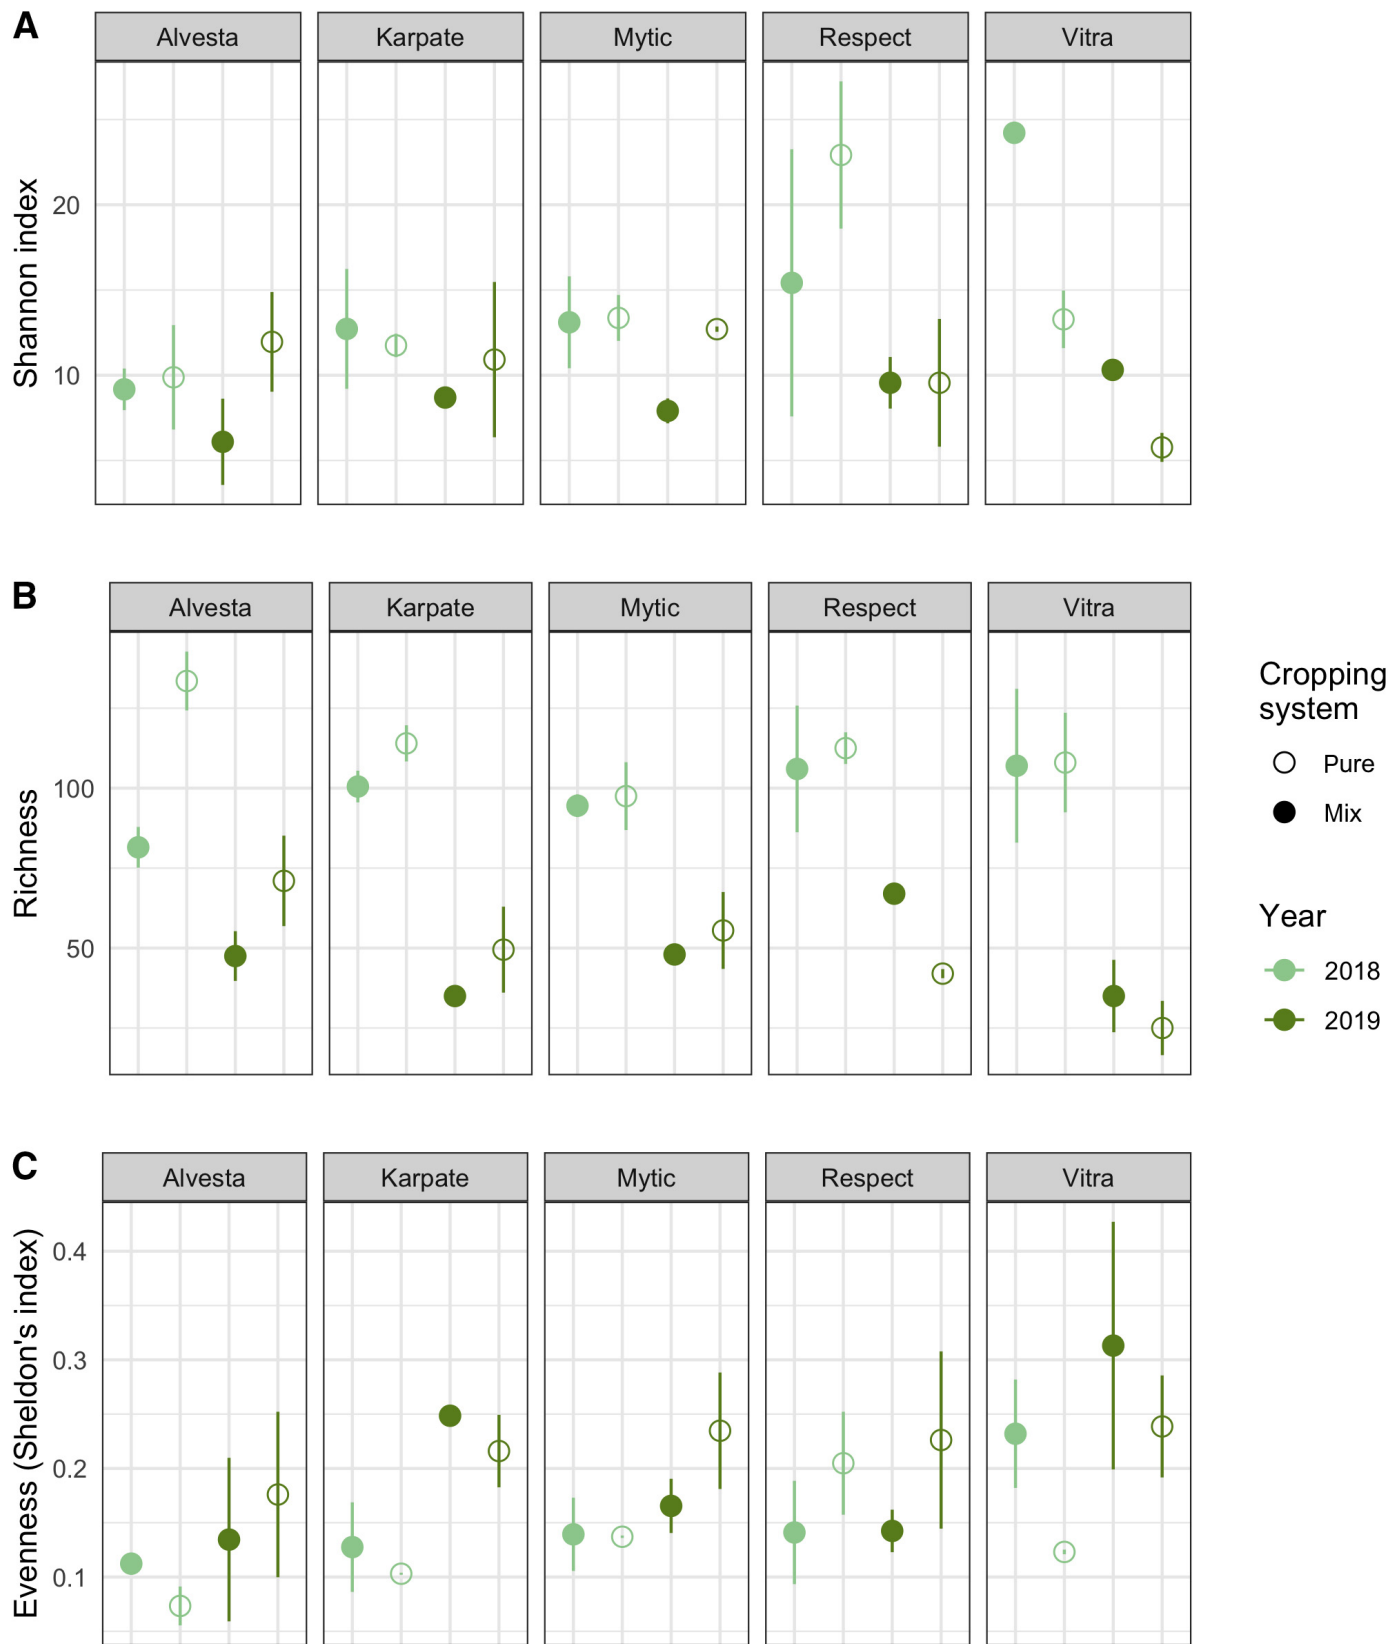 A
Alvesta Karpate Mytic Respect Vitra
Shannon index
20
10
B
Alvesta Karpate Mytic Respect Vitra
Richness
100
50
Cropping
system
Pure
Mix
Year
2018
2019
C
Alvesta Karpate Mytic Respect Vitra
Evenness (Sheldon's index)
0.4
0.3
0.2
0.1